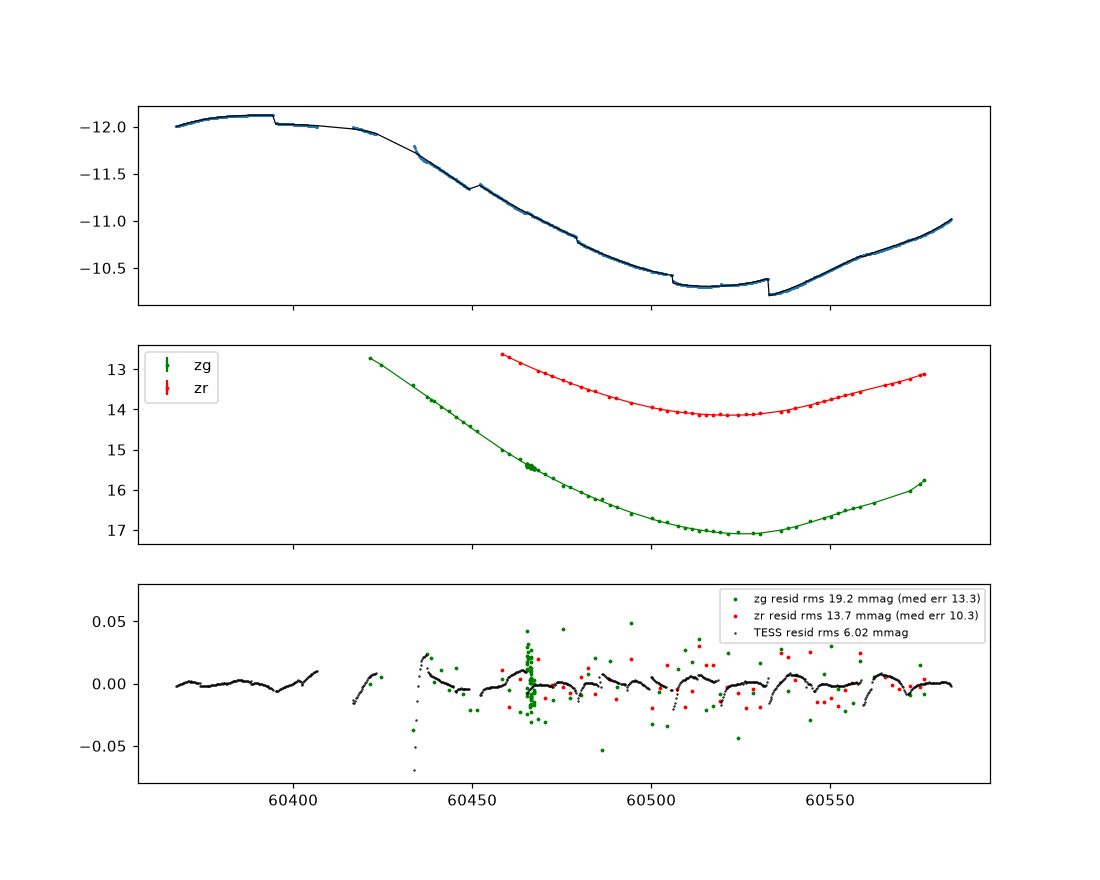 −12.0
−11.5
−11.0
−10.5
zg
zr
13
14
15
16
17
zg resid rms 19.2 mmag (med err 13.3)
zr resid rms 13.7 mmag (med err 10.3)
TESS resid rms 6.02 mmag
0.05
0.00
−0.05
60400 60450 60500 60550